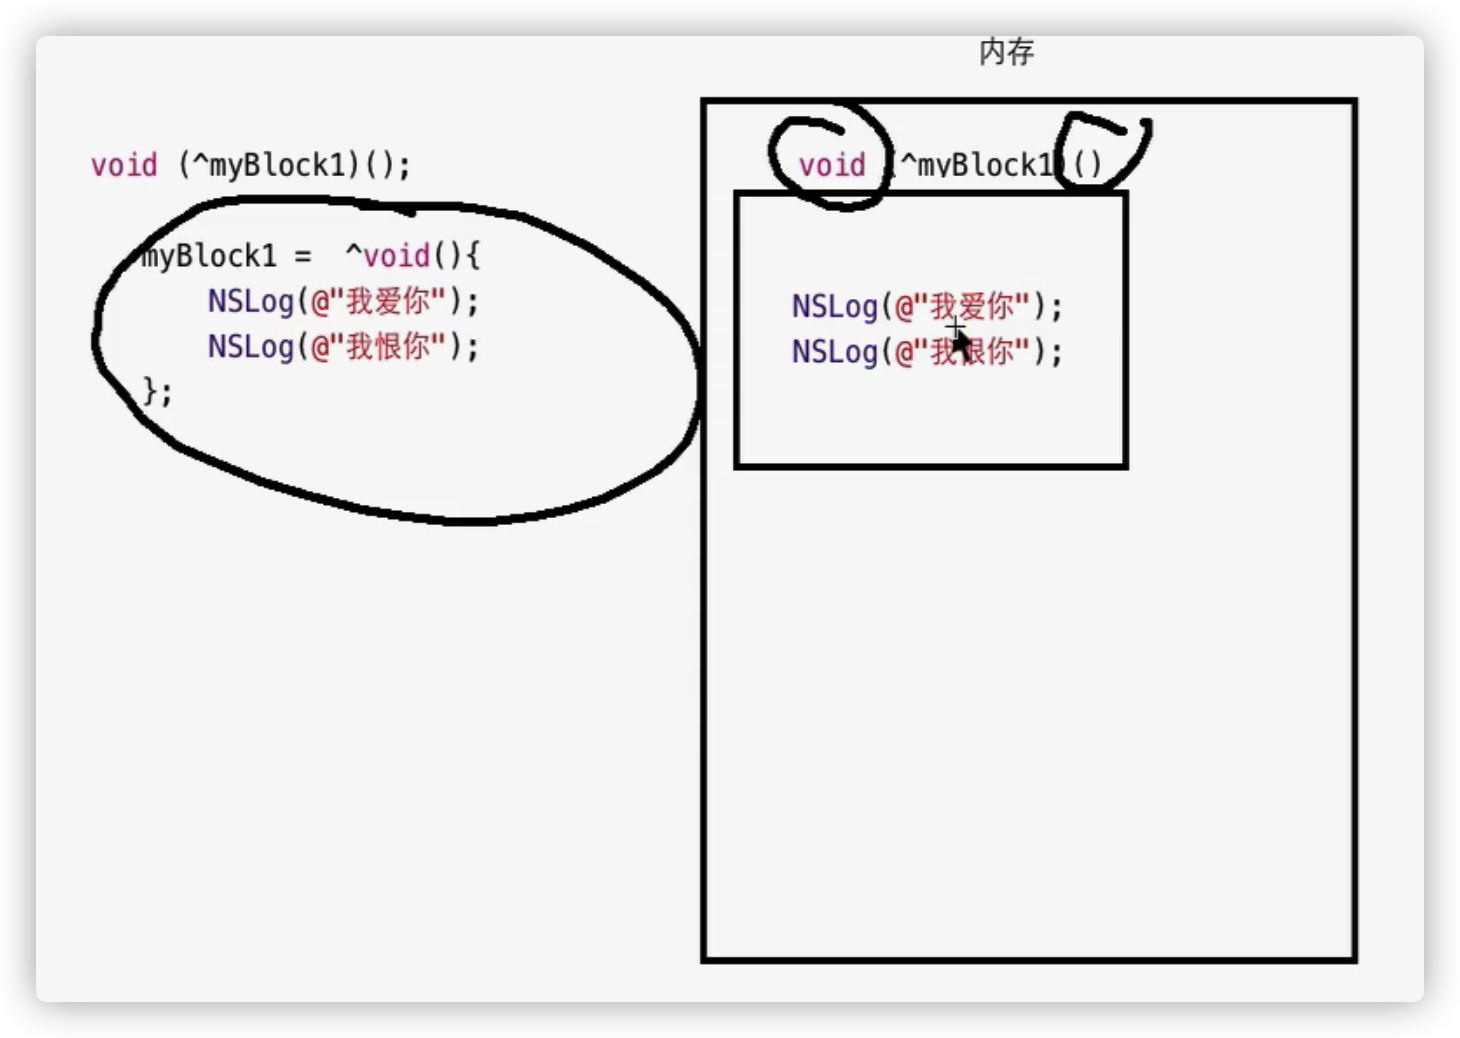 内存
void (^myBlock1)();
myBlock1 =  ^void(){
NSLog(@"我爱你");
NSLog(@"我恨你");
};
void (^myBlock1)()
NSLog(@"我爱你");
NSLog(@"我恨你");